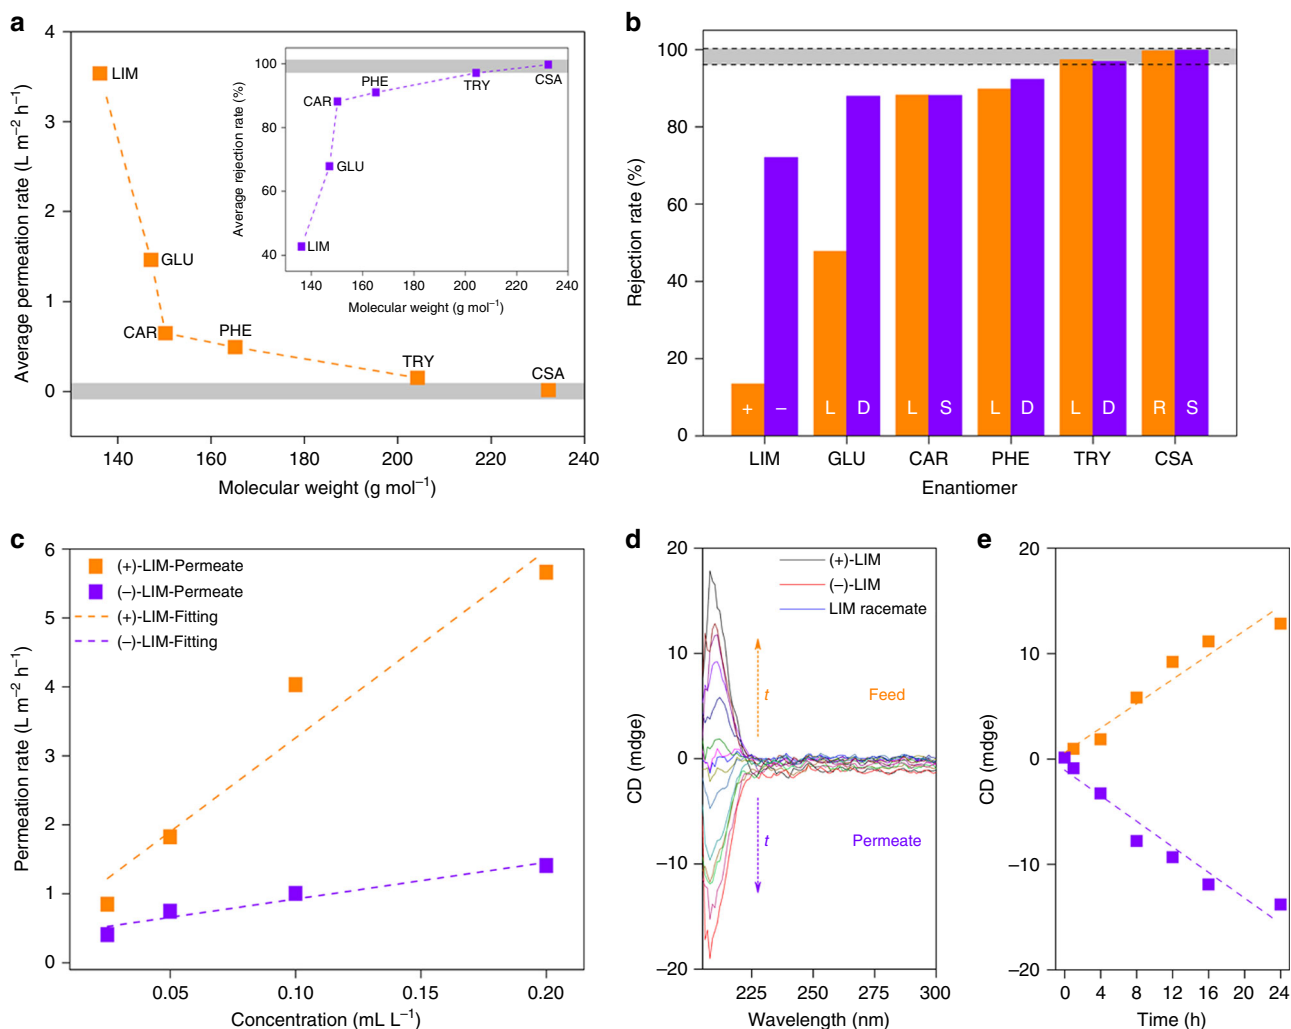 a
4
3
2
1
0
Average permeation rate (L m⁻² h⁻¹)
LIM
GLU
CAR
PHE
TRY
CSA
140
160
180
200
220
240
Molecular weight (g mol⁻¹)
100
80
60
40
Average rejection rate (%)
LIM
GLU
CAR
PHE
TRY
CSA
140
160
180
200
220
240
Molecular weight (g mol⁻¹)
b
100
80
60
40
20
0
Rejection rate (%)
+ – L D L S L D L D R S
LIM GLU CAR PHE TRY CSA
Enantiomer
c
6
5
4
3
2
1
0
Permeation rate (L m⁻² h⁻¹)
(+)-LIM-Permeate
(–)-LIM-Permeate
(+)-LIM-Fitting
(–)-LIM-Fitting
0.05
0.10
0.15
0.20
Concentration (mL L⁻¹)
d
20
10
0
–10
–20
CD (mdge)
(+)-LIM
(–)-LIM
LIM racemate
t
Feed
t
Permeate
225
250
275
300
Wavelength (nm)
e
20
10
0
–10
–20
CD (mdge)
0 4 8 12 16 20 24
Time (h)